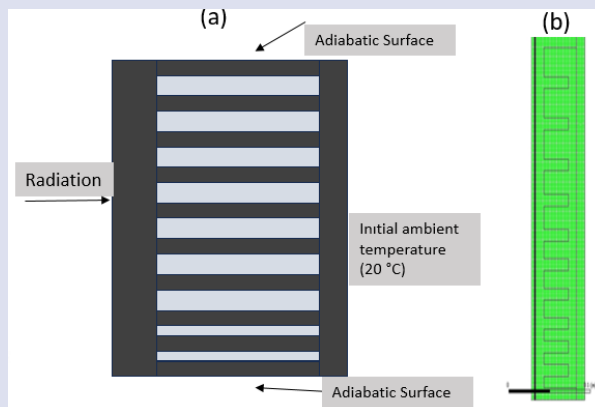 (a)
(b)
Adiabatic Surface
Radiation
Initial ambient
temperature
(20 °C)
Adiabatic Surface